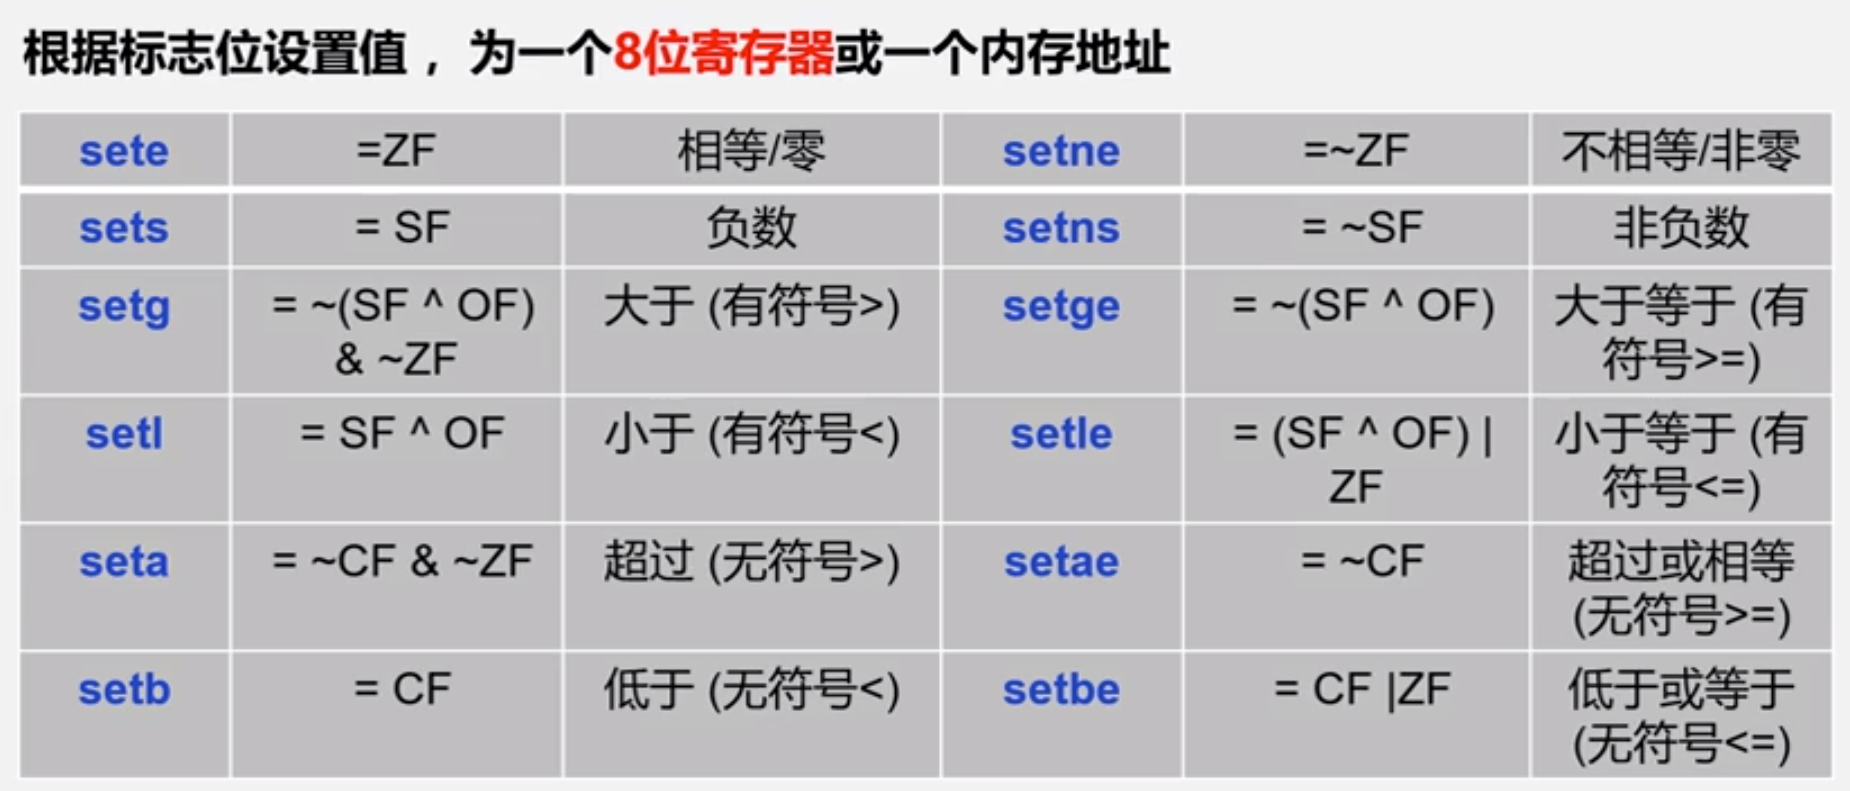 根据标志位设置值，为一个8位寄存器或一个内存地址
sete =ZF 相等/零 setne =~ZF 不相等/非零
sets = SF 负数 setns = ~SF 非负数
setg = ~(SF ^ OF) 大于 (有符号>) setge = ~(SF ^ OF) 大于等于 (有
& ~ZF 符号>=)
setl = SF ^ OF 小于 (有符号<) setle = (SF ^ OF) | 小于等于 (有
ZF 符号<=)
seta = ~CF & ~ZF 超过 (无符号>) setae = ~CF 超过或相等
(无符号>=)
setb = CF 低于 (无符号<) setbe = CF |ZF 低于或等于
(无符号<=)